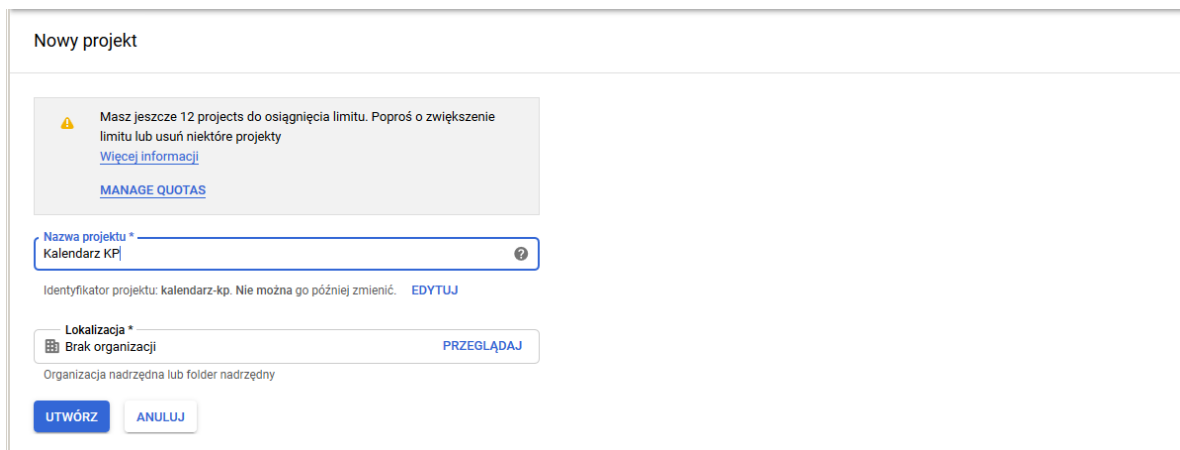 Nowy projekt
Masz jeszcze 12 projects do osiągnięcia limitu. Poproś o zwiększenie
limitu lub usuń niektóre projekty
Więcej informacji
MANAGE QUOTAS
Nazwa projektu *
Kalendarz KP
Identyfikator projektu: kalendarz-kp. Nie można go później zmienić. EDYTUJ
Lokalizacja *
Brak organizacji PRZEGLĄDAJ
Organizacja nadrzędna lub folder nadrzędny
UTWÓRZ ANULUJ